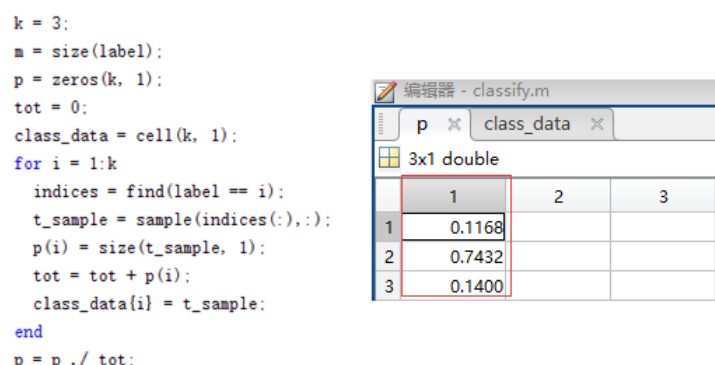 k = 3;
m = size(label);
p = zeros(k, 1);
tot = 0;
class_data = cell(k, 1);
for i = 1:k
indices = find(label == i);
t_sample = sample(indices(:),:);
p(i) = size(t_sample, 1);
tot = tot + p(i);
class_data{i} = t_sample;
end
p = p ./ tot;
编辑器 - classify.m
p × class_data ×
3x1 double
1 2 3
1 0.1168
2 0.7432
3 0.1400